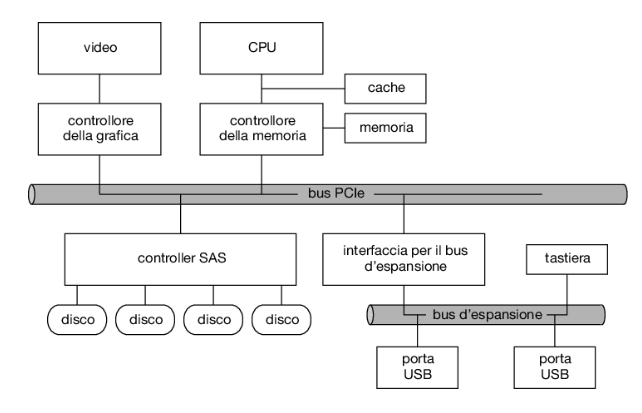 video
CPU
cache
controllore
della grafica
controllore
della memoria
memoria
bus PCIe
controller SAS
interfaccia per il bus
d'espansione
tastiera
disco
disco
disco
disco
bus d'espansione
porta
USB
porta
USB